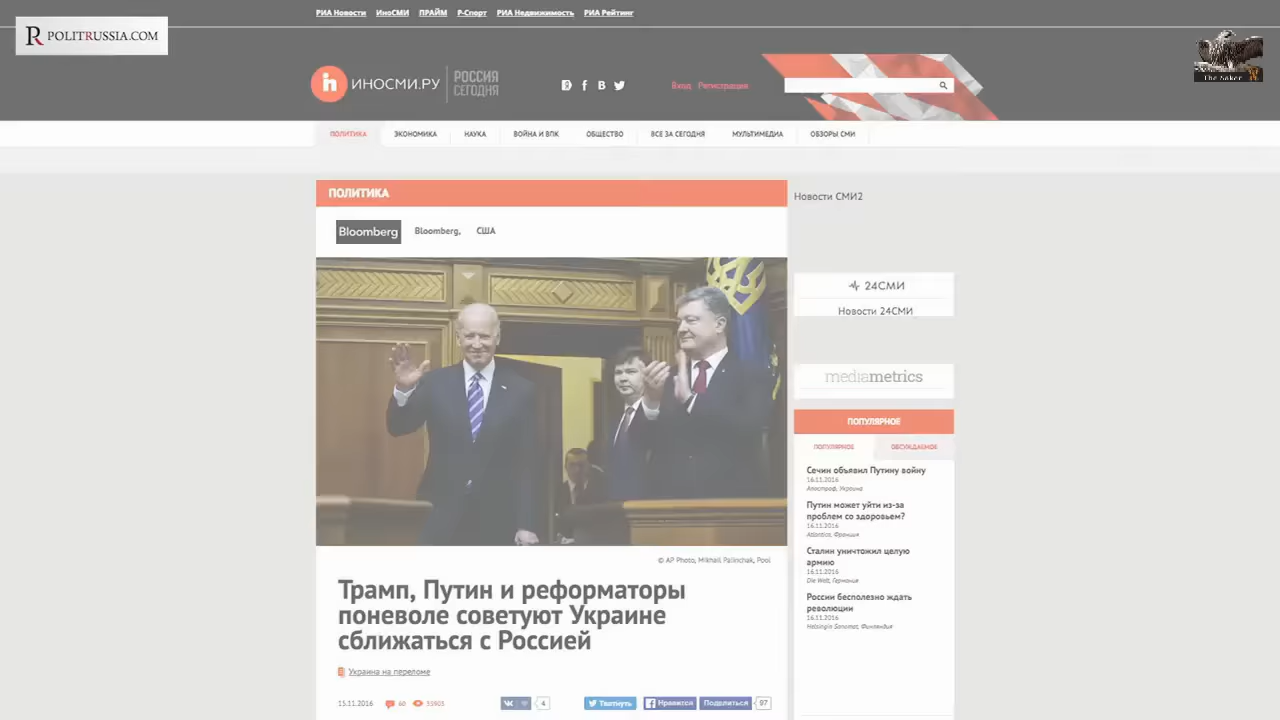 РИА Новости ИноСМИ ПРАЙМ Р-Спорт РИА Недвижимость РИА Рейтинг
R POLITRUSSIA.COM
The Saker
ИНОСМИ.РУ РОССИЯ СЕГОДНЯ
Вход Регистрация
ПОЛИТИКА ЭКОНОМИКА НАУКА ВОЙНА И ВПК ОБЩЕСТВО ВСЕ ЗА СЕГОДНЯ МУЛЬТИМЕДИА ОБЗОРЫ СМИ
ПОЛИТИКА
Bloomberg Bloomberg, США
© AP Photo, Mikhail Palinchak, Pool
Трамп, Путин и реформаторы
поневоле советуют Украине
сближаться с Россией
Украина на переломе
15.11.2016 60 35903
4 Твитнуть Нравится Поделиться 97
Новости СМИ2
24СМИ
Новости 24СМИ
mediametrics
ПОПУЛЯРНОЕ
ПОПУЛЯРНОЕ ОБСУЖДАЕМОЕ
Сечин объявил Путину войну
16.11.2016
Апостроф, Украина
Путин может уйти из-за
проблем со здоровьем?
16.11.2016
Atlantico, Франция
Сталин уничтожил целую
армию
16.11.2016
Die Welt, Германия
России бесполезно ждать
революции
16.11.2016
Helsingin Sanomat, Финляндия